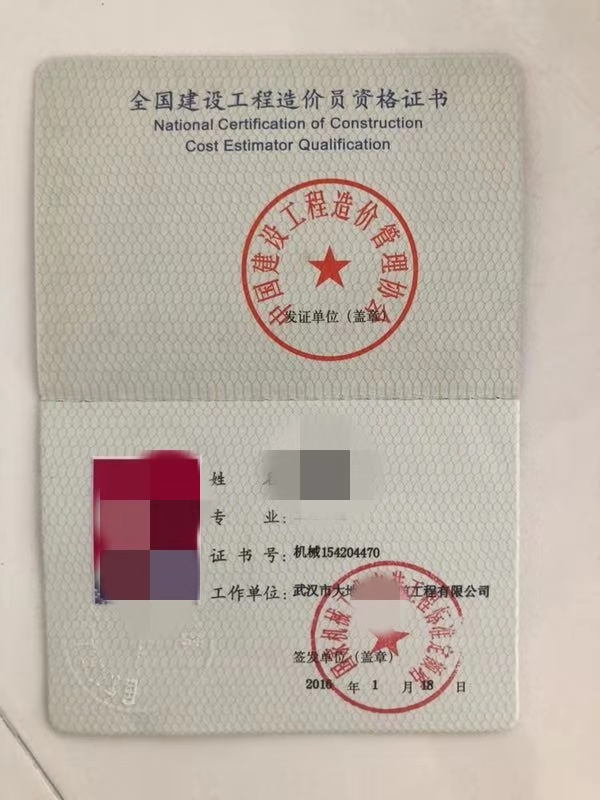 全国建设工程造价员资格证书
National Certification of Construction
Cost Estimator Qualification
中国建设工程造价管理协会
发证单位（盖章）
姓
专 业：
证 书 号：机械154204470
工作单位：武汉市大 工程有限公司
签发单位（盖章）
2016 年 1 月 18 日